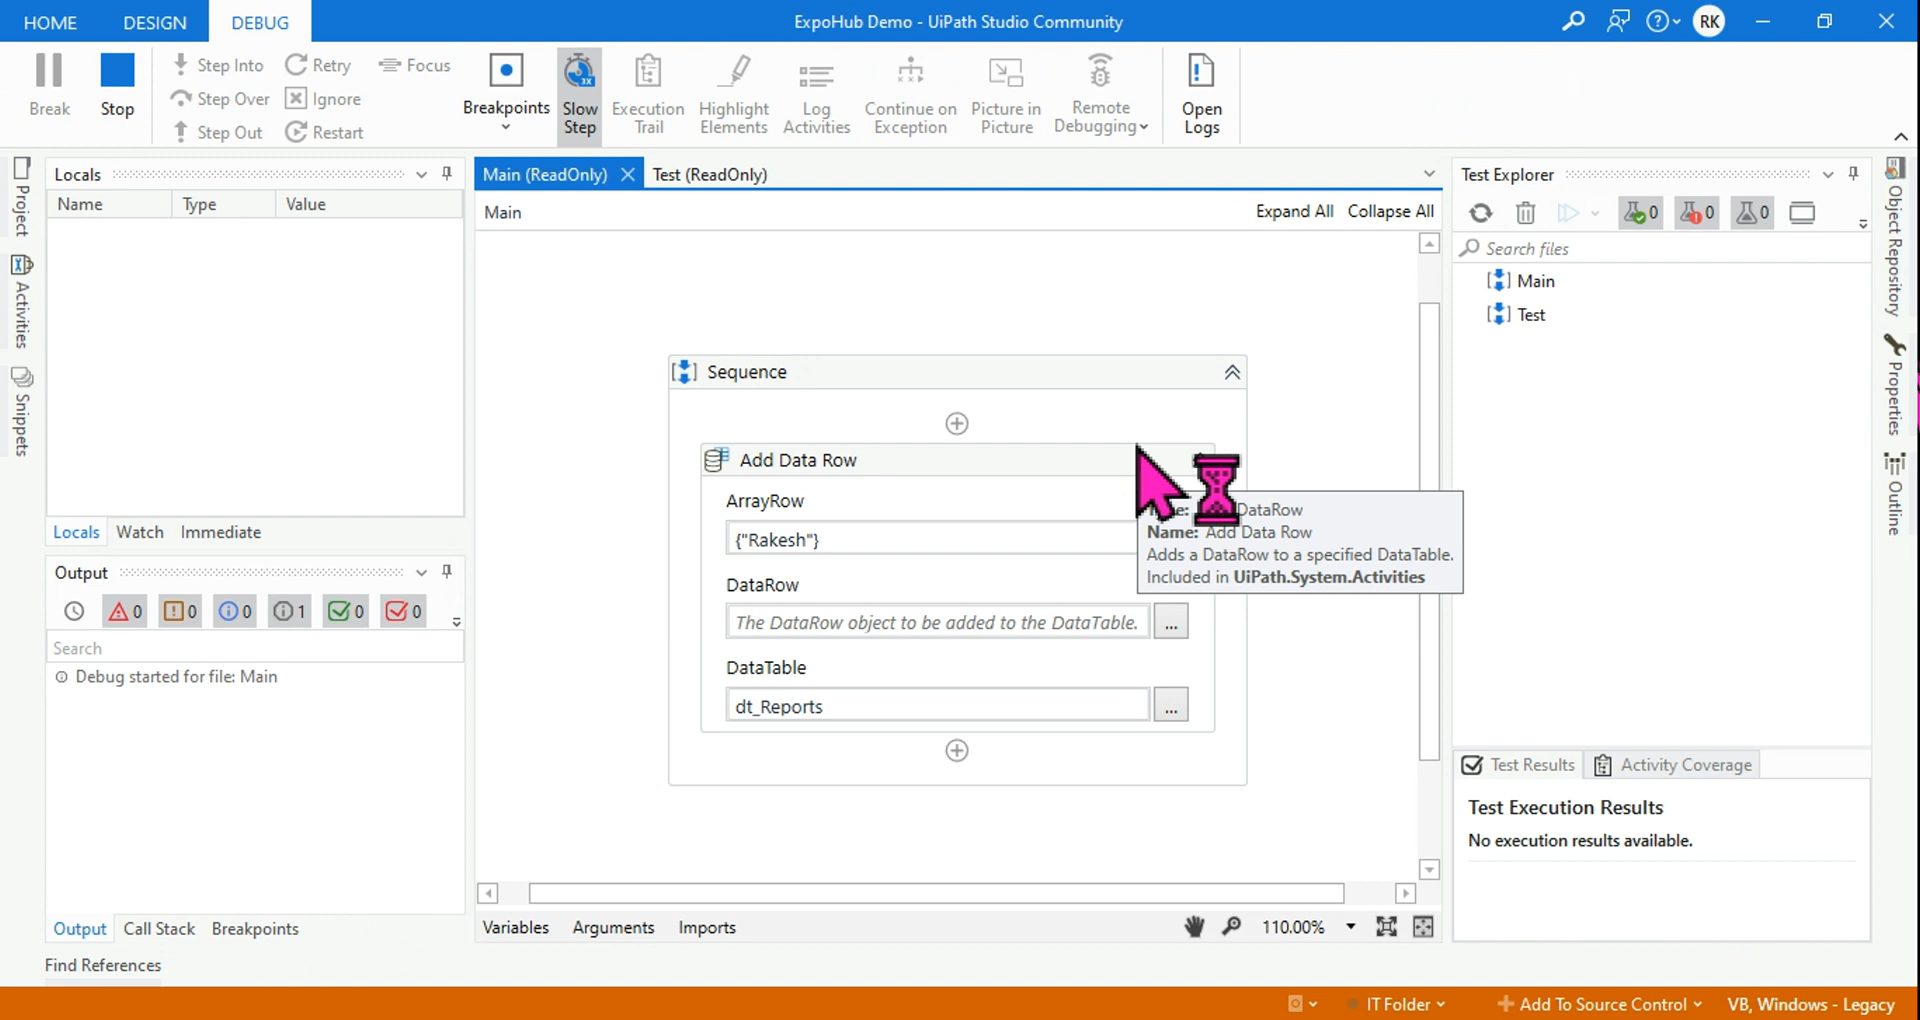 HOME DESIGN DEBUG ExpoHub Demo - UiPath Studio Community RK
Break
Stop
Step Into
Step Over
Step Out
Retry
Ignore
Restart
Focus
Breakpoints
Slow
Step
Execution
Trail
Highlight
Elements
Log
Activities
Continue on
Exception
Picture in
Picture
Remote
Debugging
Open
Logs
Project
Activities
Snippets
Locals
Name Type Value
Locals Watch Immediate
Output
0 0 0 1 0 0
Search
Debug started for file: Main
Output Call Stack Breakpoints
Find References
Main (ReadOnly) Test (ReadOnly)
Main Expand All Collapse All
Sequence
Add Data Row
ArrayRow
{"Rakesh"}
DataRow
The DataRow object to be added to the DataTable. ...
DataTable
dt_Reports ...
DataRow
Name: Add Data Row
Adds a DataRow to a specified DataTable.
Included in UiPath.System.Activities
Variables Arguments Imports 110.00%
Test Explorer
0 0 0
Search files
Main
Test
Test Results Activity Coverage
Test Execution Results
No execution results available.
Object Repository
Properties
Outline
IT Folder Add To Source Control VB, Windows - Legacy